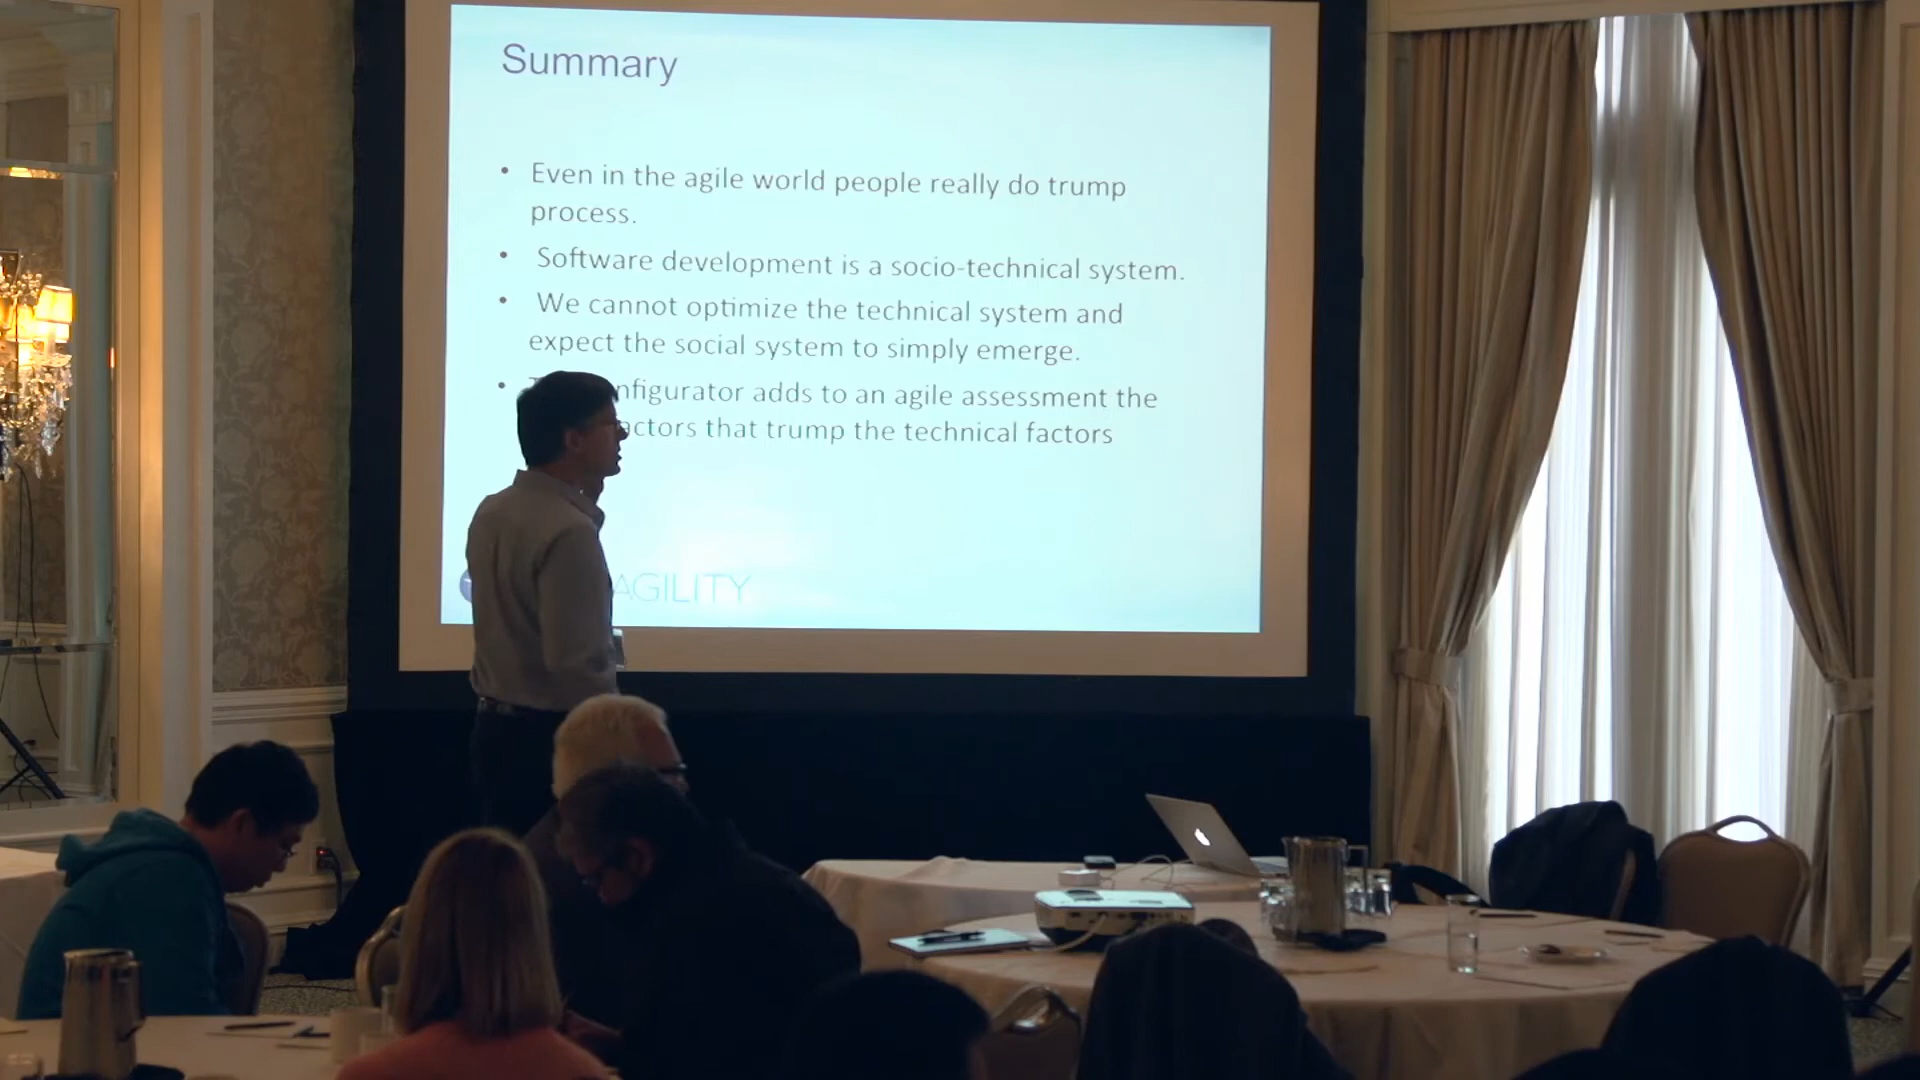 Summary
• Even in the agile world people really do trump
process.
• Software development is a socio-technical system.
• We cannot optimize the technical system and
expect the social system to simply emerge.
• adds to an agile assessment the
that trump the technical factors
AGILITY